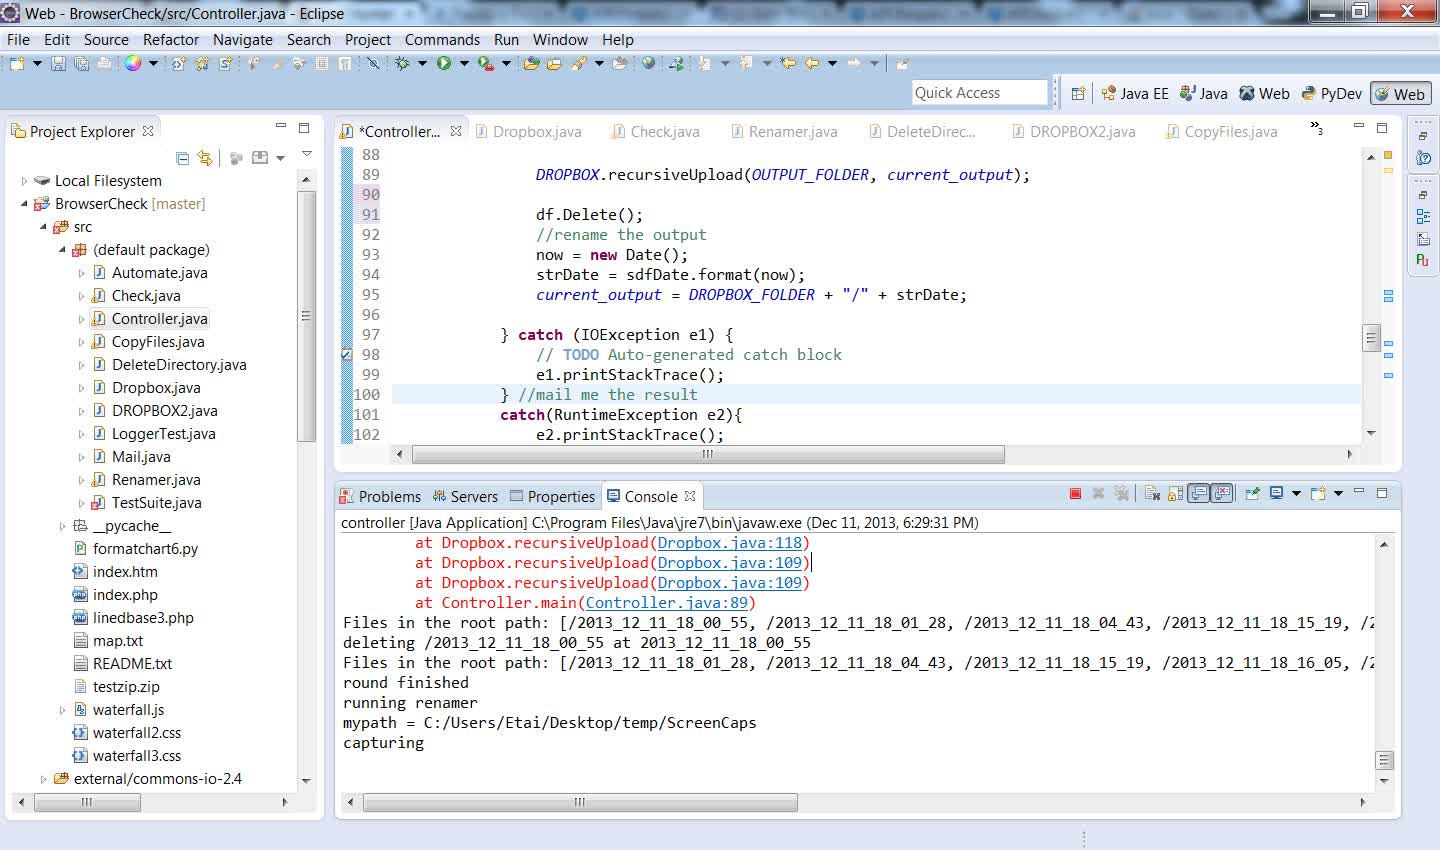 Web - BrowserCheck/src/Controller.java - Eclipse
File Edit Source Refactor Navigate Search Project Commands Run Window Help
Quick Access
Java EE Java Web PyDev Web
Project Explorer
Local Filesystem
BrowserCheck [master]
src
(default package)
Automate.java
Check.java
Controller.java
CopyFiles.java
DeleteDirectory.java
Dropbox.java
DROPBOX2.java
LoggerTest.java
Mail.java
Renamer.java
TestSuite.java
__pycache__
formatchart6.py
index.htm
index.php
linedbase3.php
map.txt
README.txt
testzip.zip
waterfall.js
waterfall2.css
waterfall3.css
external/commons-io-2.4
*Controller... Dropbox.java Check.java Renamer.java DeleteDirec... DROPBOX2.java CopyFiles.java »3
88
89 DROPBOX.recursiveUpload(OUTPUT_FOLDER, current_output);
90
91 df.Delete();
92 //rename the output
93 now = new Date();
94 strDate = sdfDate.format(now);
95 current_output = DROPBOX_FOLDER + "/" + strDate;
96
97 } catch (IOException e1) {
98 // TODO Auto-generated catch block
99 e1.printStackTrace();
100 } //mail me the result
101 catch(RuntimeException e2){
102 e2.printStackTrace();
Problems Servers Properties Console
controller [Java Application] C:\Program Files\Java\jre7\bin\javaw.exe (Dec 11, 2013, 6:29:31 PM)
at Dropbox.recursiveUpload(Dropbox.java:118)
at Dropbox.recursiveUpload(Dropbox.java:109)
at Dropbox.recursiveUpload(Dropbox.java:109)
at Controller.main(Controller.java:89)
Files in the root path: [/2013_12_11_18_00_55, /2013_12_11_18_01_28, /2013_12_11_18_04_43, /2013_12_11_18_15_19, /2
deleting /2013_12_11_18_00_55 at 2013_12_11_18_00_55
Files in the root path: [/2013_12_11_18_01_28, /2013_12_11_18_04_43, /2013_12_11_18_15_19, /2013_12_11_18_16_05, /2
round finished
running renamer
mypath = C:/Users/Etai/Desktop/temp/ScreenCaps
capturing